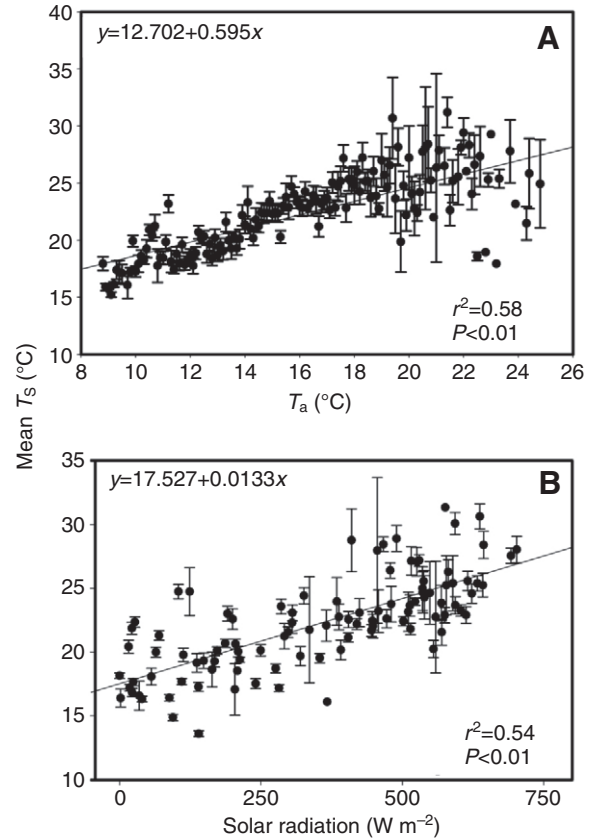 40
y=12.702+0.595x
A
30
25
20
15
10
r²=0.58
P<0.01
8 10 12 14 16 18 20 22 24 26
Tₐ (°C)
Mean Tₛ (°C)
35
y=17.527+0.0133x
B
30
25
20
15
10
r²=0.54
P<0.01
0 250 500 750
Solar radiation (W m⁻²)